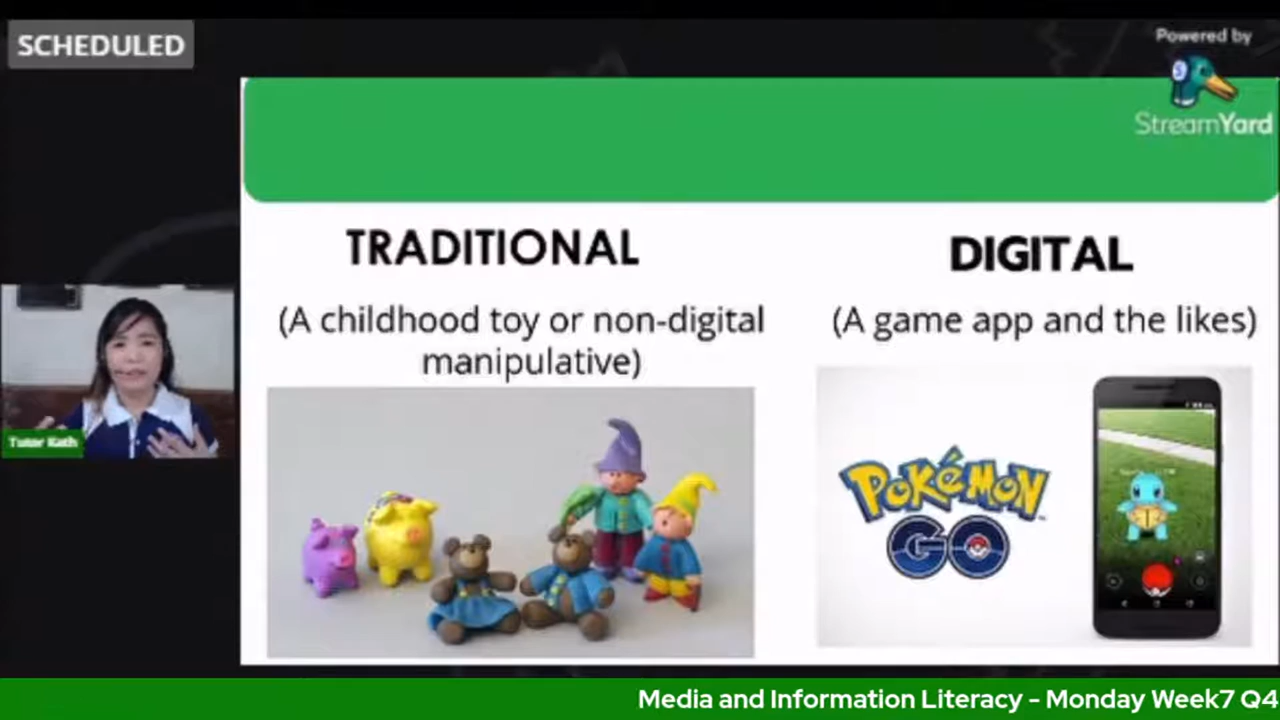 SCHEDULED
Powered by
StreamYard
TRADITIONAL
(A childhood toy or non-digital
manipulative)
DIGITAL
(A game app and the likes)
POKéMON
GO
Tutor Kath
Media and Information Literacy - Monday Week7 Q4